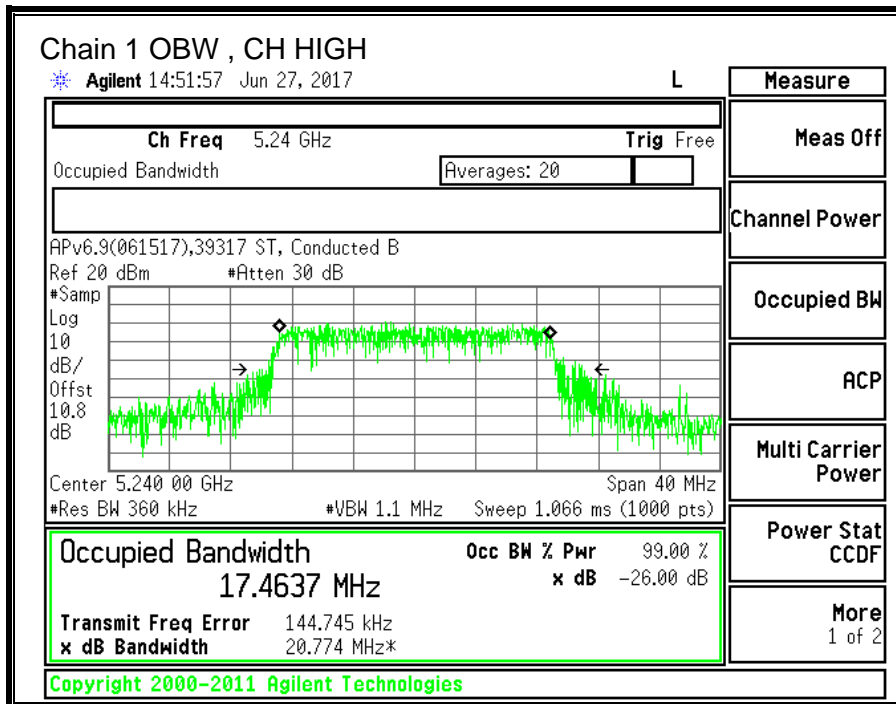 Chain 1 OBW , CH HIGH
Agilent 14:51:57 Jun 27, 2017 L
Ch Freq 5.24 GHz Trig Free
Occupied Bandwidth Averages: 20
APv6.9(061517),39317 ST, Conducted B
Ref 20 dBm #Atten 30 dB
#Samp
Log
10
dB/
Offst
10.8
dB
Center 5.240 00 GHz Span 40 MHz
#Res BW 360 kHz #VBW 1.1 MHz Sweep 1.066 ms (1000 pts)
Occupied Bandwidth Occ BW % Pwr 99.00 %
17.4637 MHz x dB -26.00 dB
Transmit Freq Error 144.745 kHz
x dB Bandwidth 20.774 MHz*
Copyright 2000-2011 Agilent Technologies
Measure
Meas Off
Channel Power
Occupied BW
ACP
Multi Carrier
Power
Power Stat
CCDF
More
1 of 2